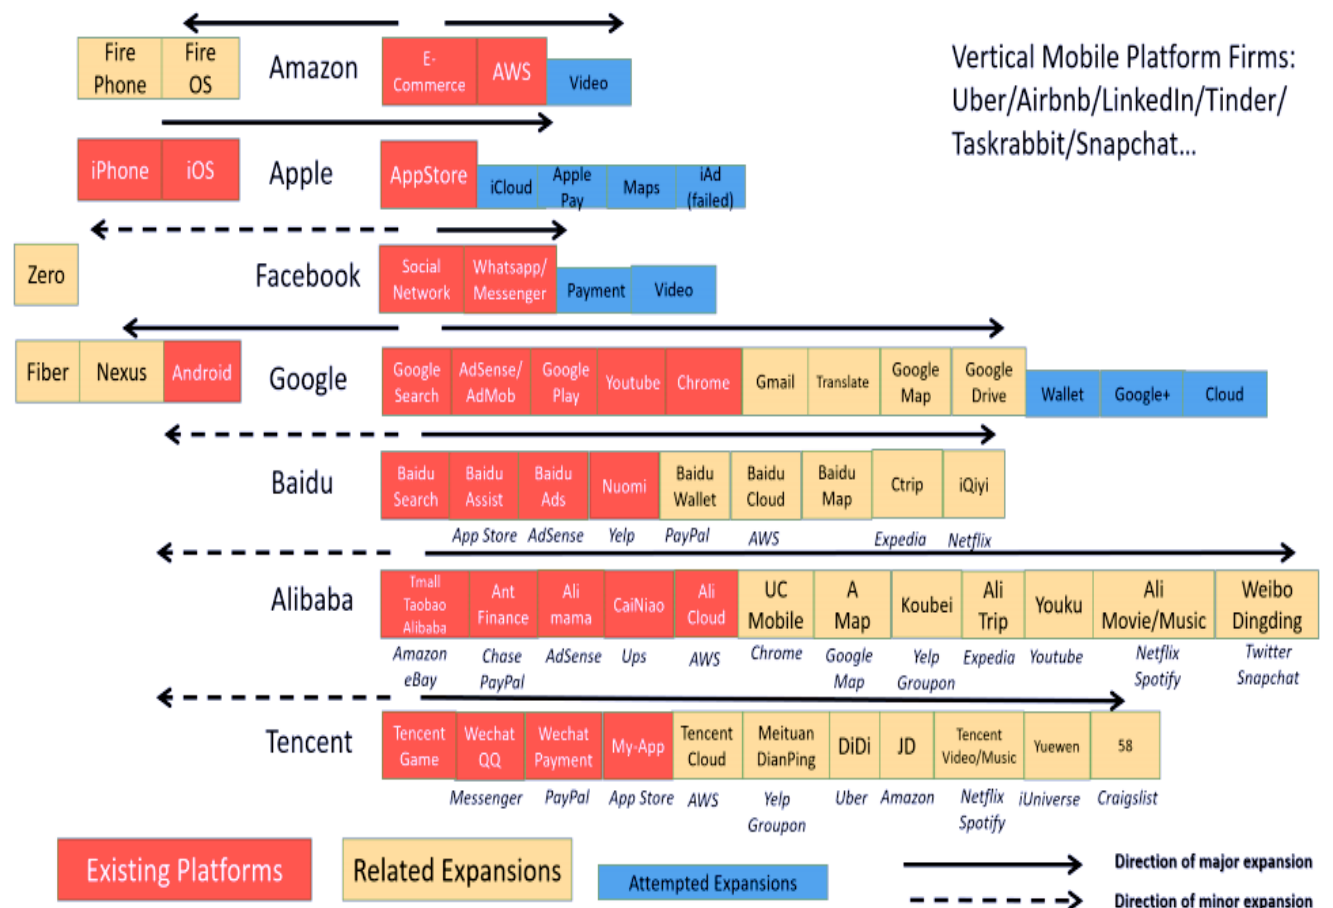 Fire
Phone
Fire
OS
Amazon
E-
Commerce
AWS
Video
Vertical Mobile Platform Firms:
Uber/Airbnb/LinkedIn/Tinder/
Taskrabbit/Snapchat...
iPhone
iOS
Apple
AppStore
iCloud
Apple
Pay
Maps
iAd
(failed)
Zero
Facebook
Social
Network
Whatsapp/
Messenger
Payment
Video
Fiber
Nexus
Android
Google
Google
Search
AdSense/
AdMob
Google
Play
Youtube
Chrome
Gmail
Translate
Google
Map
Google
Drive
Wallet
Google+
Cloud
Baidu
Baidu
Search
Baidu
Assist
Baidu
Ads
Nuomi
Baidu
Wallet
Baidu
Cloud
Baidu
Map
Ctrip
iQiyi
App Store
AdSense
Yelp
PayPal
AWS
Expedia
Netflix
Alibaba
Tmall
Taobao
Alibaba
Ant
Finance
Ali
mama
CaiNiao
Ali
Cloud
UC
Mobile
A
Map
Koubei
Ali
Trip
Youku
Ali
Movie/Music
Weibo
Dingding
Amazon
eBay
Chase
PayPal
AdSense
Ups
AWS
Chrome
Google
Map
Yelp
Groupon
Expedia
Youtube
Netflix
Spotify
Twitter
Snapchat
Tencent
Tencent
Game
Wechat
QQ
Wechat
Payment
My-App
Tencent
Cloud
Meituan
DianPing
DiDi
JD
Tencent
Video/Music
Yuewen
58
Messenger
PayPal
App Store
AWS
Yelp
Groupon
Uber
Amazon
Netflix
Spotify
iUniverse
Craigslist
Existing Platforms
Related Expansions
Attempted Expansions
Direction of major expansion
Direction of minor expansion